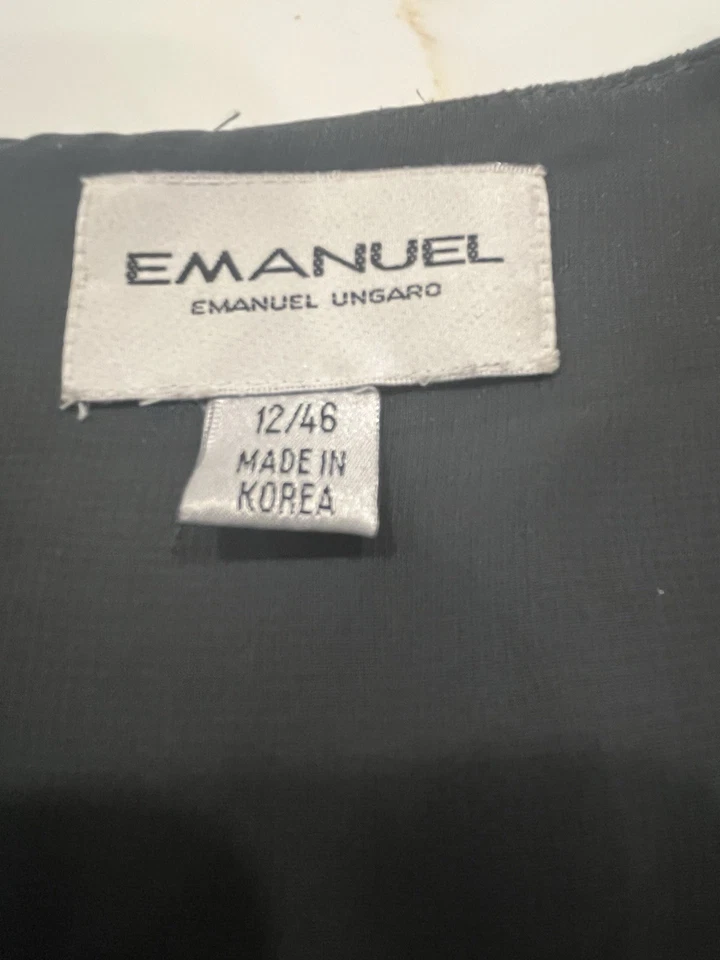 EMANUEL
EMANUEL UNGARO
12/46
MADE IN
KOREA